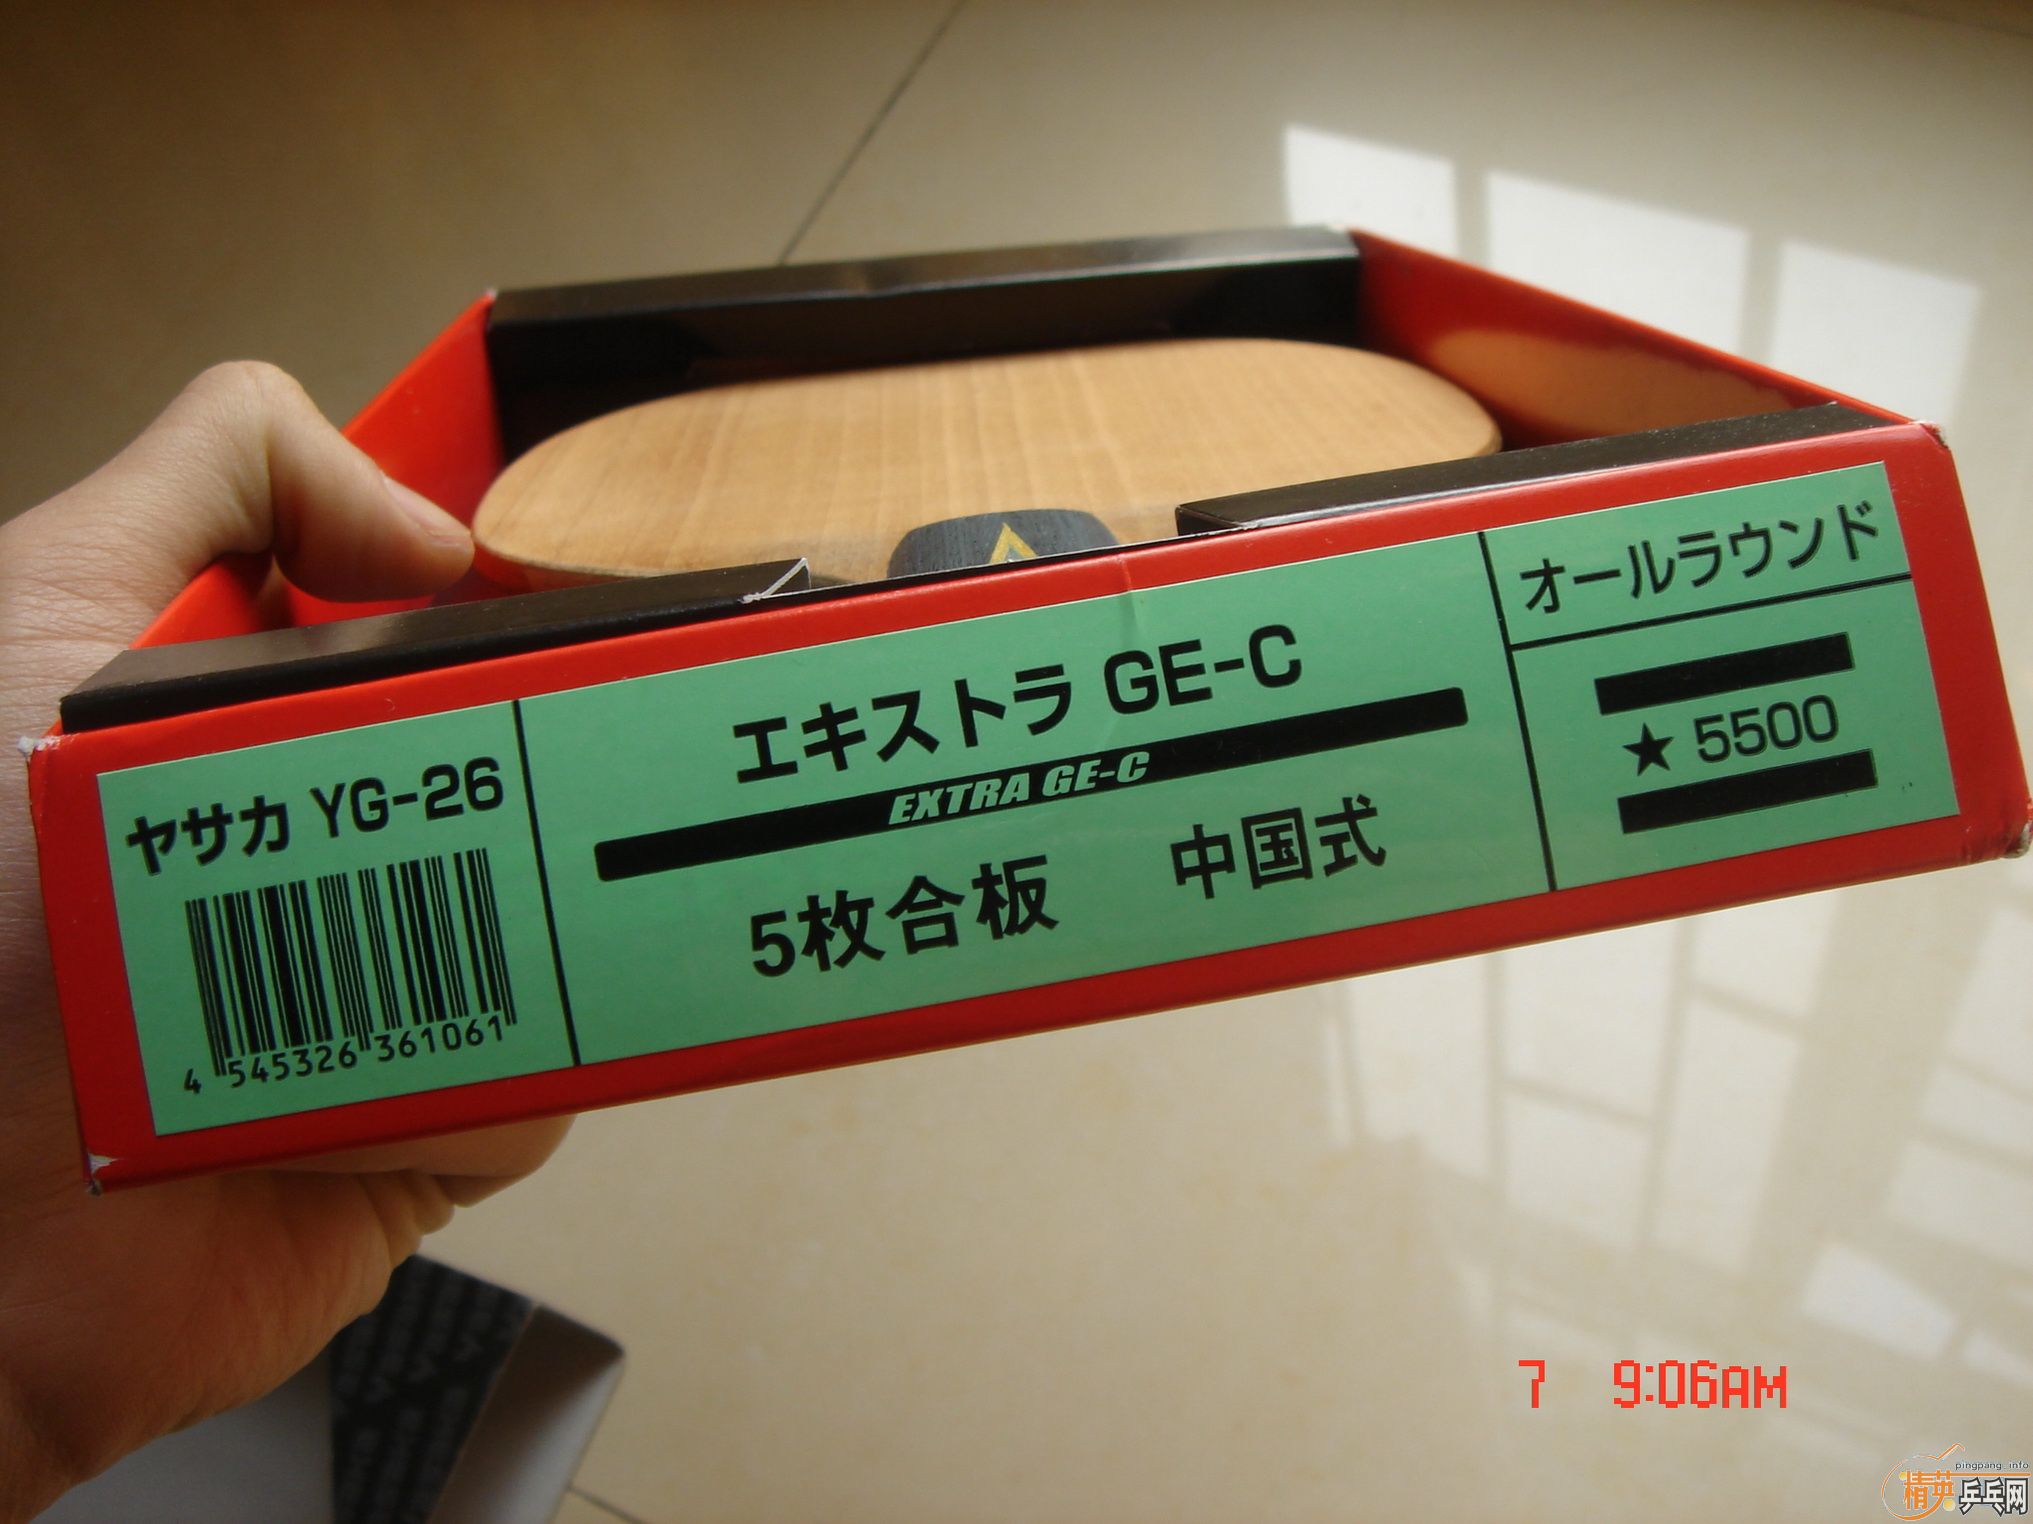 ヤサカ YG-26
4 545326 361061
エキストラ GE-C
EXTRA GE-C
5枚合板 中国式
オールラウンド
★ 5500
7 9:06AM
pingpang.info
精英乒乓网